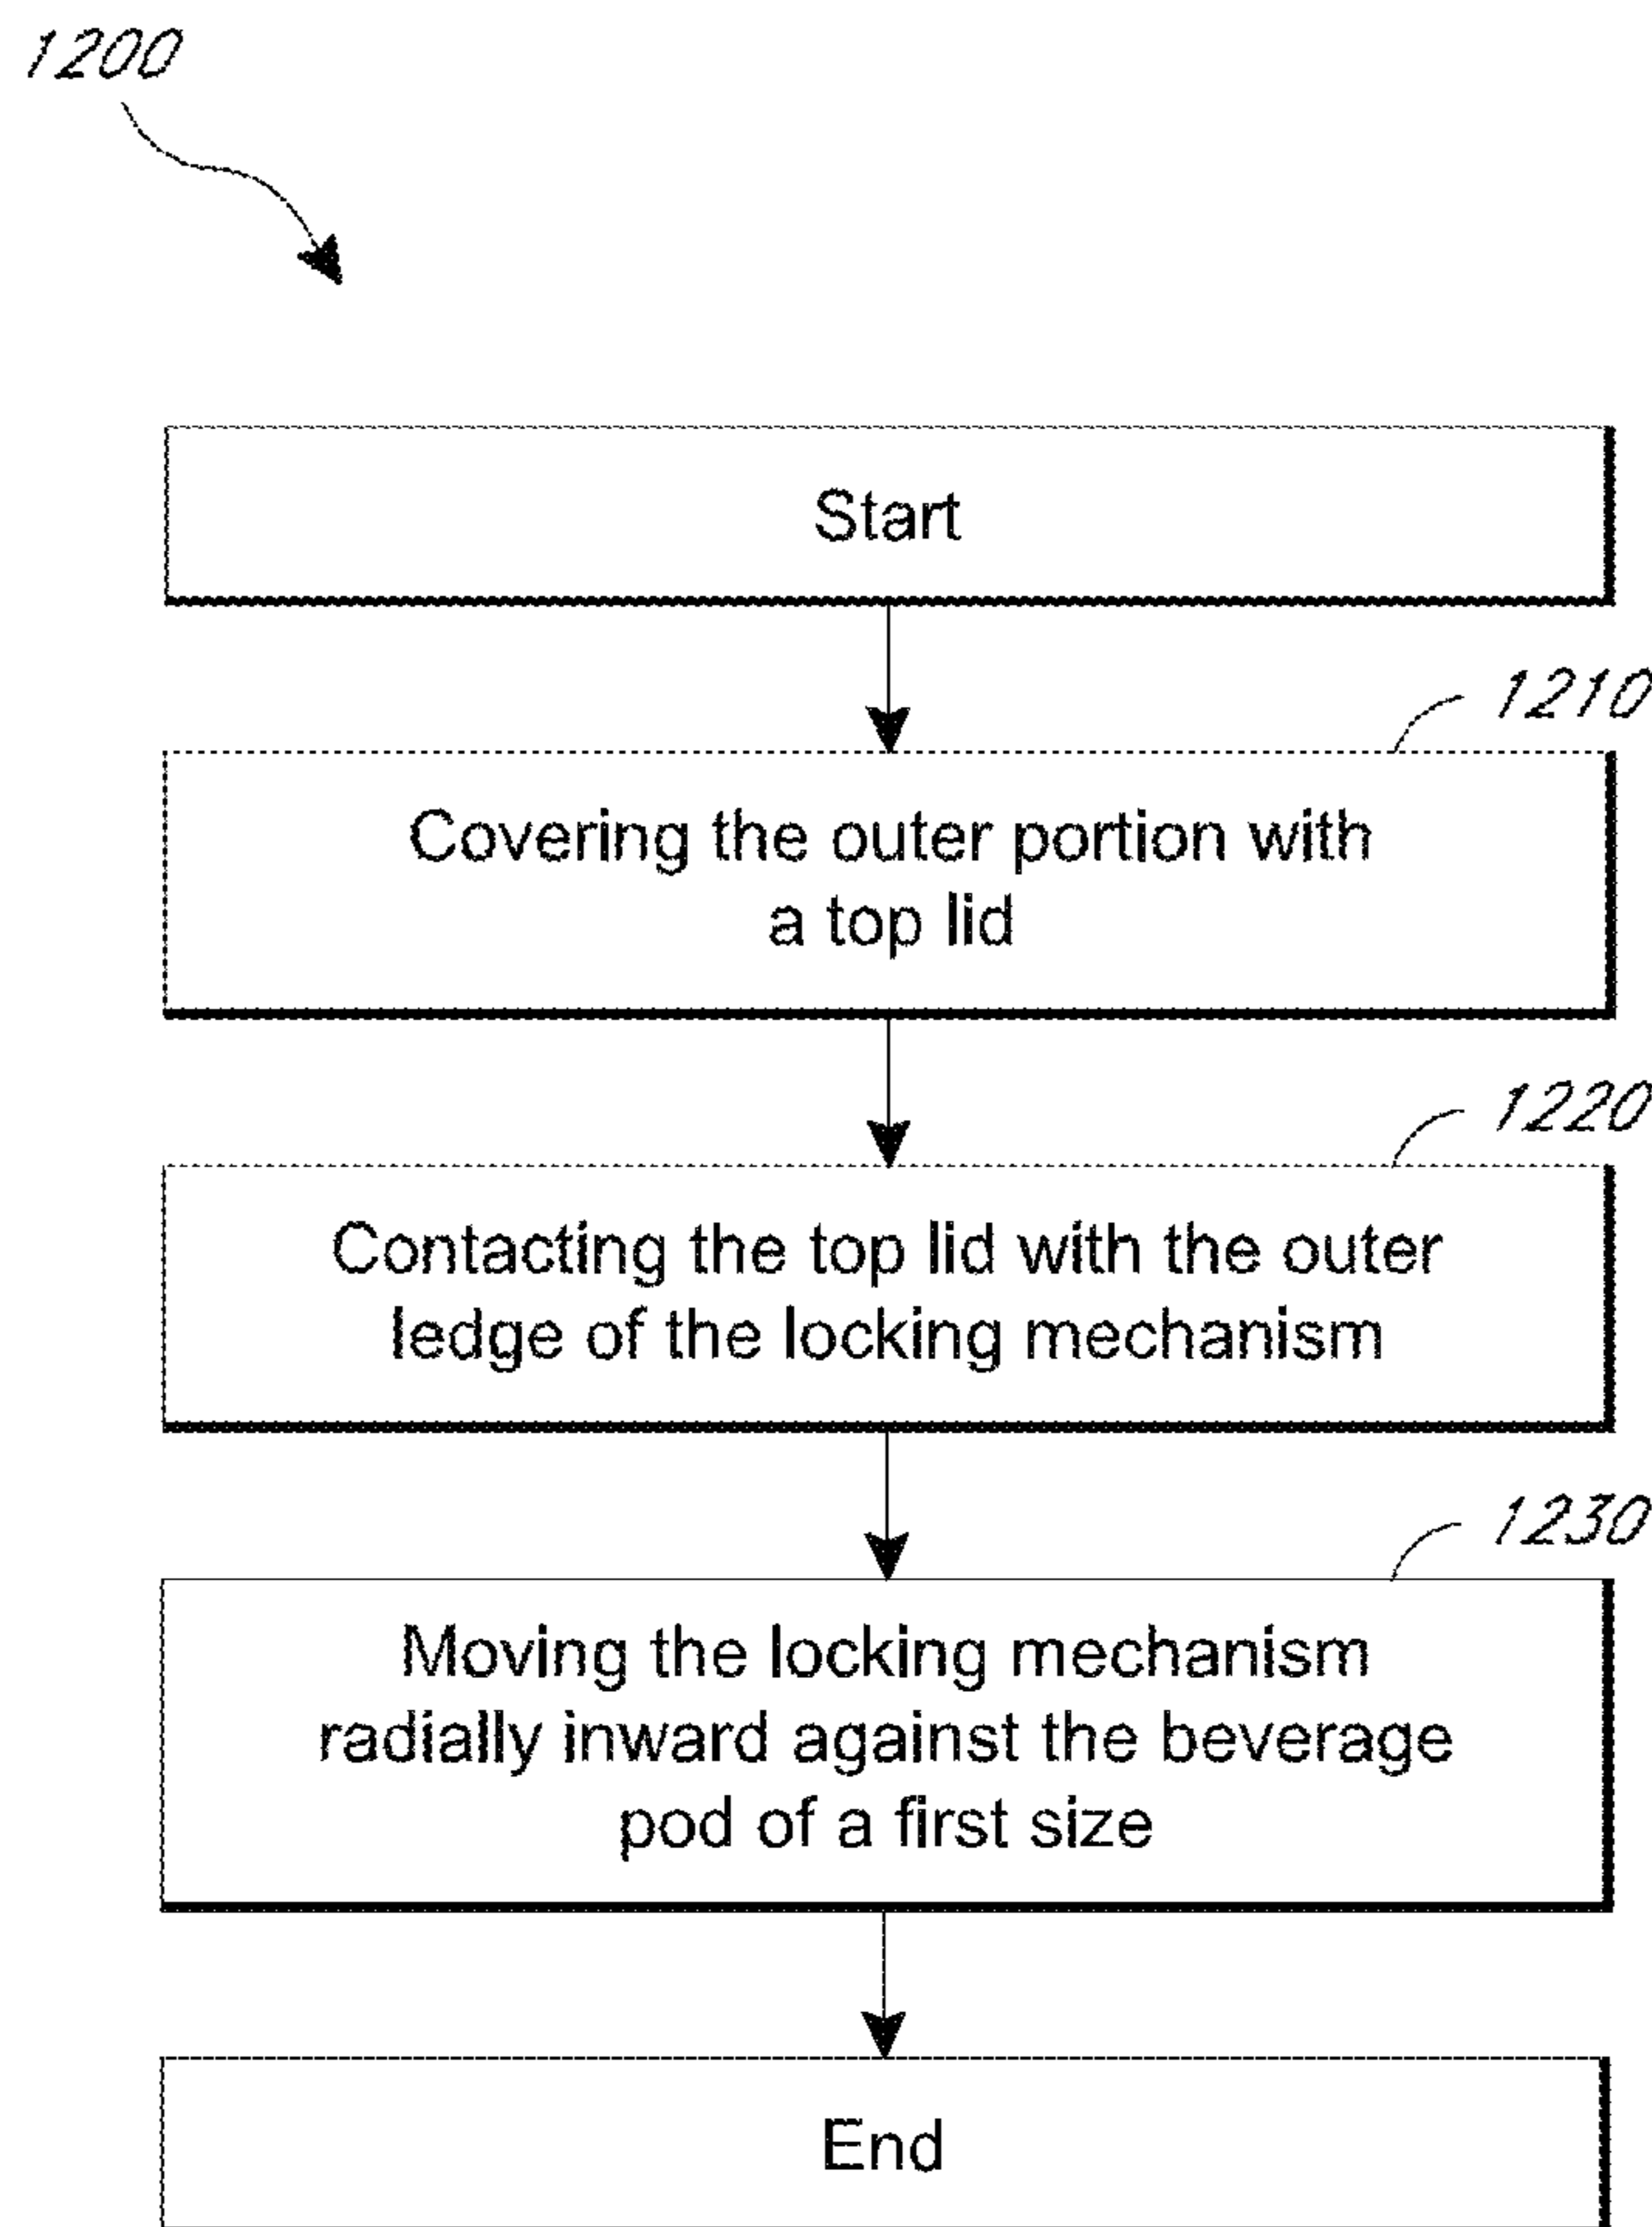 1200
Start
1210
Covering the outer portion with
a top lid
1220
Contacting the top lid with the outer
ledge of the locking mechanism
1230
Moving the locking mechanism
radially inward against the beverage
pod of a first size
End